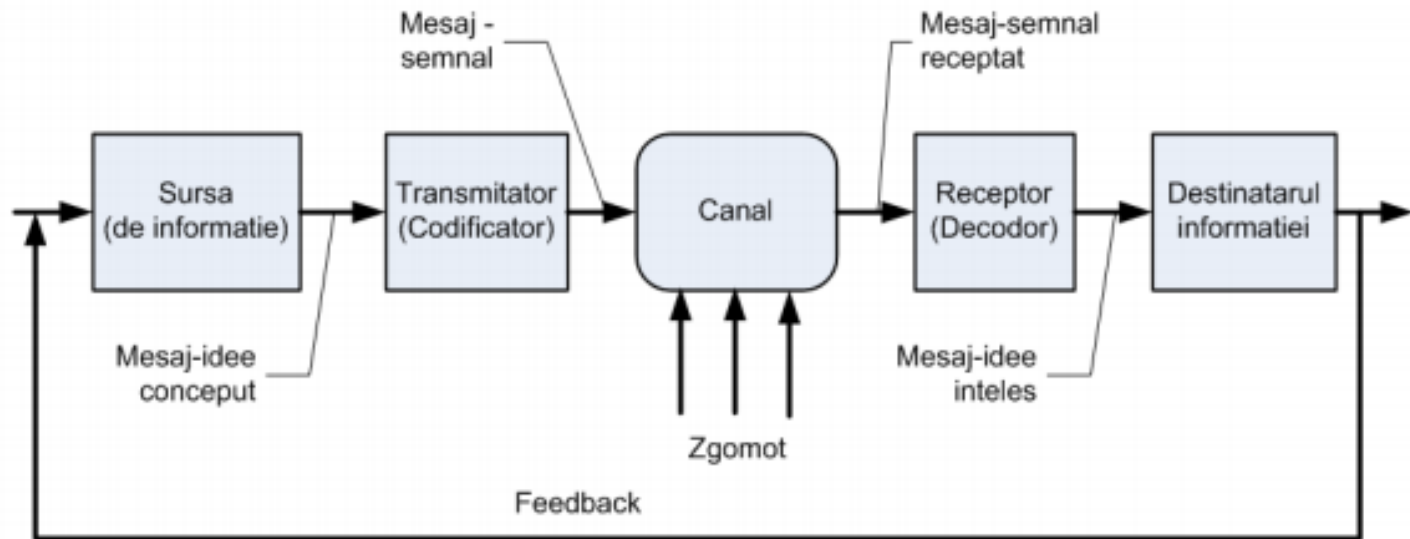 Mesaj -
semnal
Mesaj-semnal
receptat
Sursa
(de informatie)
Transmitator
(Codificator)
Canal
Receptor
(Decodor)
Destinatarul
informatiei
Mesaj-idee
conceput
Mesaj-idee
inteles
Zgomot
Feedback